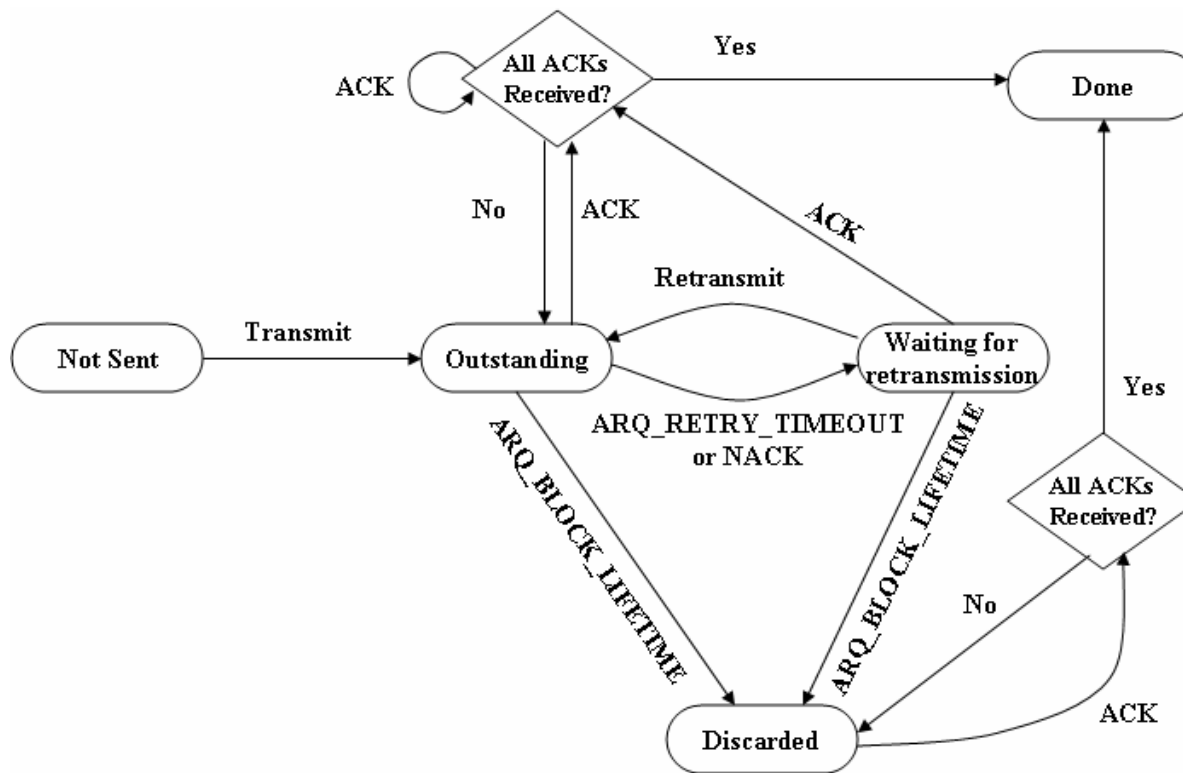 Yes
ACK
All ACKs
Received?
Done
No
ACK
ACK
Retransmit
Transmit
Not Sent
Outstanding
Waiting for
retransmission
ARQ_RETRY_TIMEOUT
or NACK
Yes
ARQ_BLOCK_LIFETIME
ARQ_BLOCK_LIFETIME
All ACKs
Received?
No
ACK
Discarded